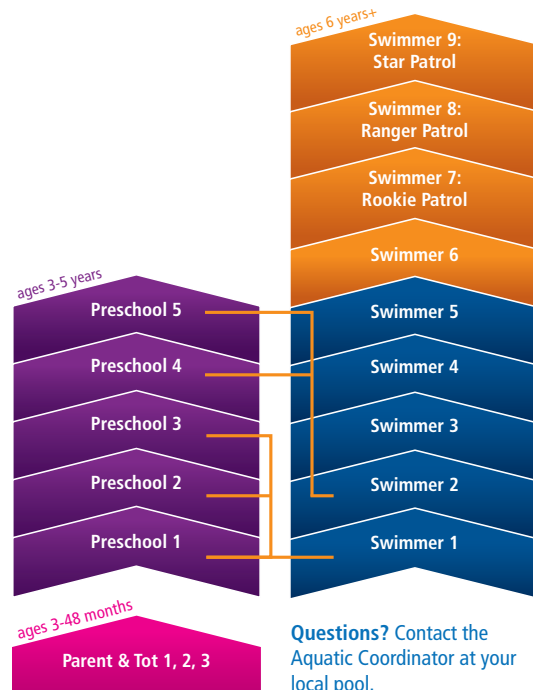 ages 6 years+
Swimmer 9:
Star Patrol
Swimmer 8:
Ranger Patrol
Swimmer 7:
Rookie Patrol
Swimmer 6
Swimmer 5
Swimmer 4
Swimmer 3
Swimmer 2
Swimmer 1
ages 3-5 years
Preschool 5
Preschool 4
Preschool 3
Preschool 2
Preschool 1
ages 3-48 months
Parent & Tot 1, 2, 3
Questions? Contact the
Aquatic Coordinator at your
local pool.